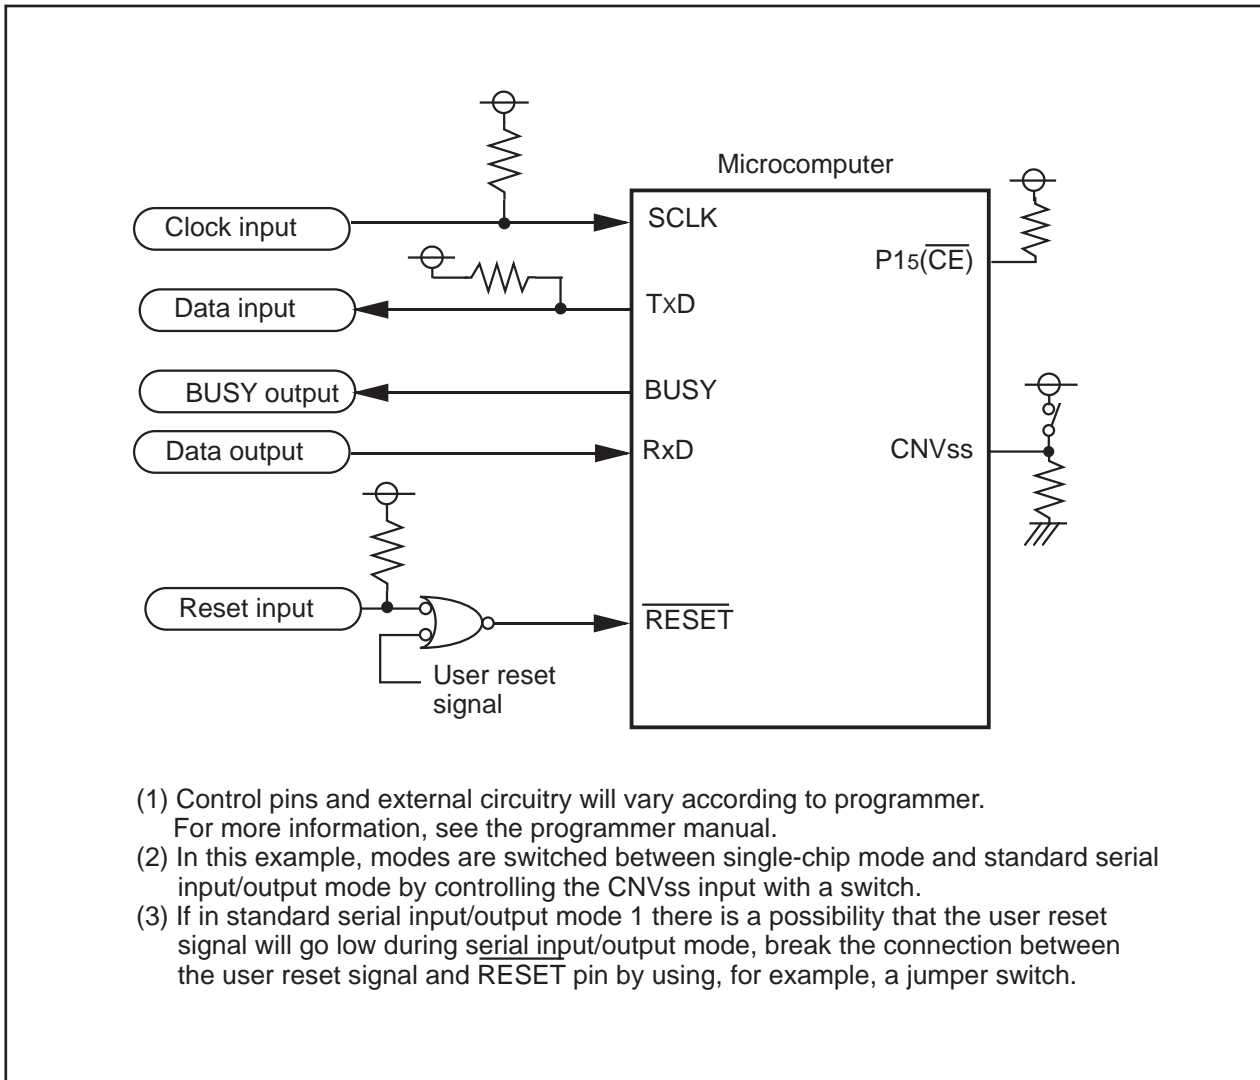 Microcomputer
Clock input
SCLK
P15(CE)
Data input
TxD
BUSY output
BUSY
Data output
RxD
CNVss
Reset input
RESET
User reset
signal
(1) Control pins and external circuitry will vary according to programmer.
For more information, see the programmer manual.
(2) In this example, modes are switched between single-chip mode and standard serial
input/output mode by controlling the CNVss input with a switch.
(3) If in standard serial input/output mode 1 there is a possibility that the user reset
signal will go low during serial input/output mode, break the connection between
the user reset signal and RESET pin by using, for example, a jumper switch.